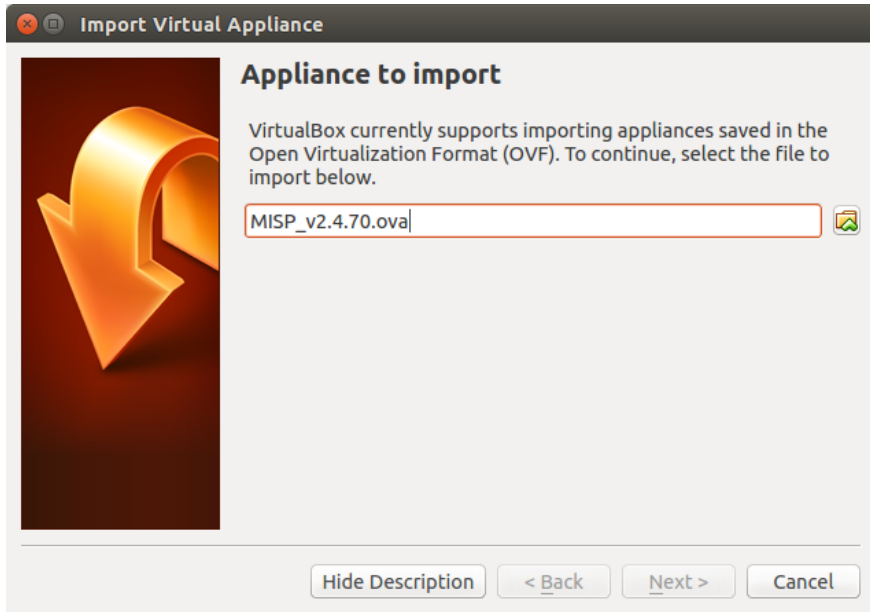 Import Virtual Appliance
Appliance to import
VirtualBox currently supports importing appliances saved in the
Open Virtualization Format (OVF). To continue, select the file to
import below.
MISP_v2.4.70.ova
Hide Description
< Back
Next >
Cancel